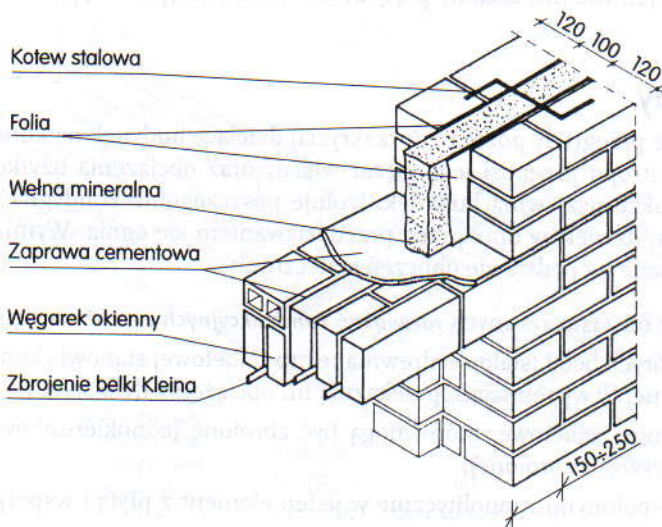 120 100 120
Kotew stalowa
Folia
Wełna mineralna
Zaprawa cementowa
Węgarek okienny
Zbrojenie belki Kleina
150÷250